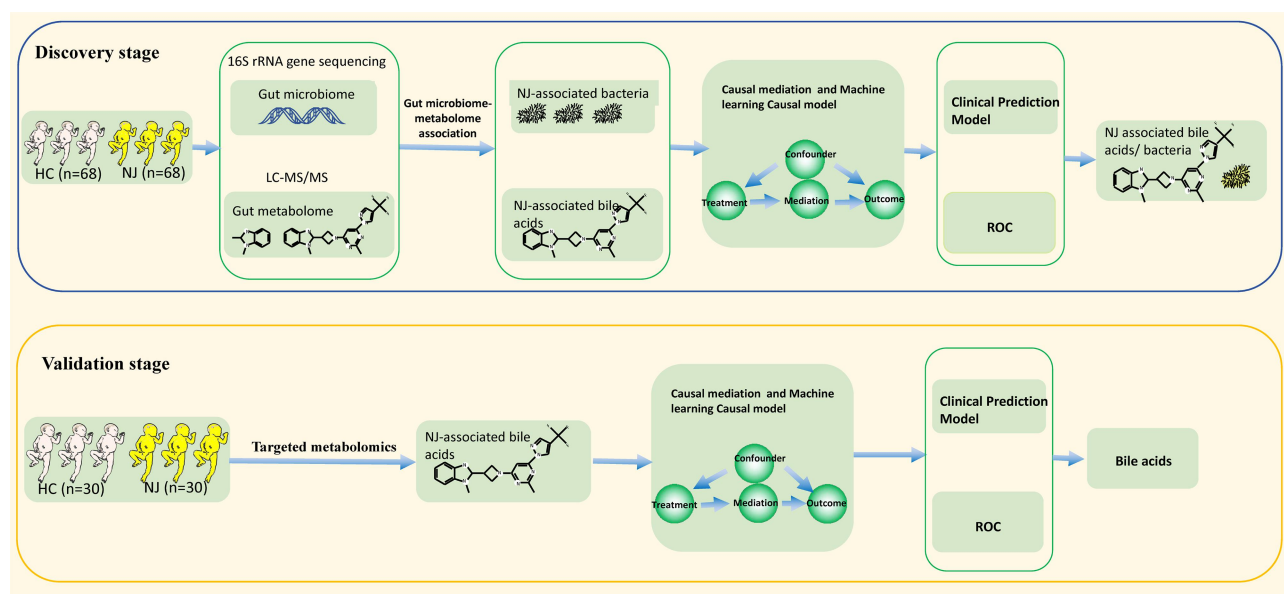 Discovery stage
HC (n=68)
NJ (n=68)
16S rRNA gene sequencing
Gut microbiome
LC-MS/MS
Gut metabolome
Gut microbiome-
metabolome
association
NJ-associated bacteria
NJ-associated bile
acids
Causal mediation and Machine
learning Causal model
Confounder
Treatment
Mediation
Outcome
Clinical Prediction
Model
ROC
NJ associated bile
acids/ bacteria
Validation stage
HC (n=30)
NJ (n=30)
Targeted metabolomics
NJ-associated bile
acids
Causal mediation and Machine
learning Causal model
Confounder
Treatment
Mediation
Outcome
Clinical Prediction
Model
ROC
Bile acids